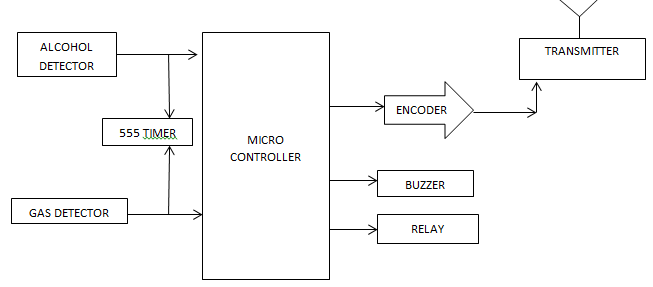 ALCOHOL
DETECTOR
TRANSMITTER
555 TIMER
MICRO
CONTROLLER
ENCODER
GAS DETECTOR
BUZZER
RELAY